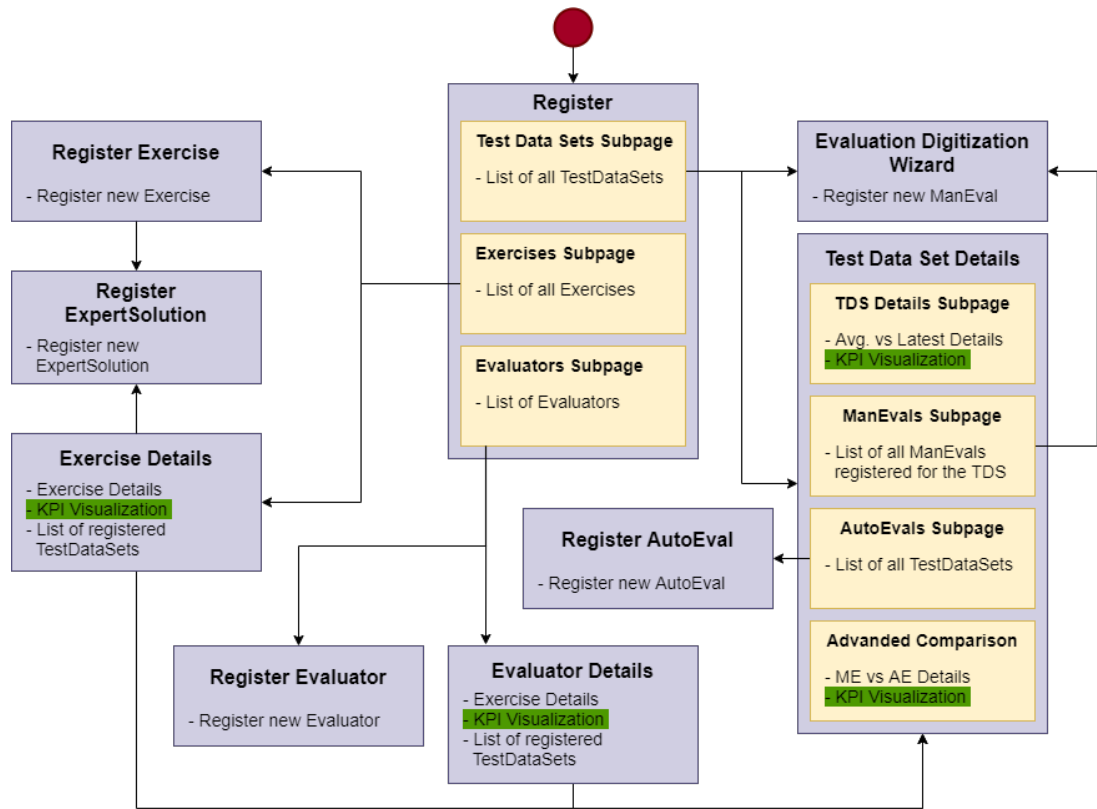 Register
Test Data Sets Subpage
- List of all TestDataSets
Exercises Subpage
- List of all Exercises
Evaluators Subpage
- List of Evaluators
Register Exercise
- Register new Exercise
Register
ExpertSolution
- Register new
ExpertSolution
Exercise Details
- Exercise Details
- KPI Visualization
- List of registered
TestDataSets
Register Evaluator
- Register new Evaluator
Evaluator Details
- Exercise Details
- KPI Visualization
- List of registered
TestDataSets
Register AutoEval
- Register new AutoEval
Evaluation Digitization
Wizard
- Register new ManEval
Test Data Set Details
TDS Details Subpage
- Avg. vs Latest Details
- KPI Visualization
ManEvals Subpage
- List of all ManEvals
registered for the TDS
AutoEvals Subpage
- List of all TestDataSets
Advanded Comparison
- ME vs AE Details
- KPI Visualization